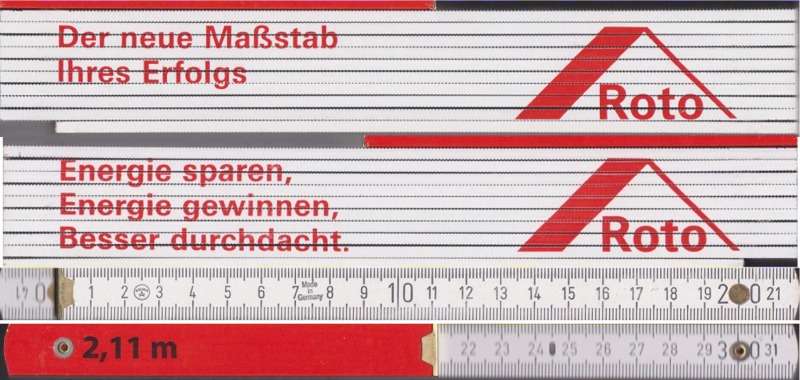 Der neue Maßstab
Ihres Erfolgs
Roto
Energie sparen,
Energie gewinnen,
Besser durchdacht.
Roto
41 0 1 2 3 4 5 6 7 8 9 10 11 12 13 14 15 16 17 18 19 20 21
Made in Germany
2,11 m
22 23 24 25 26 27 28 29 30 31